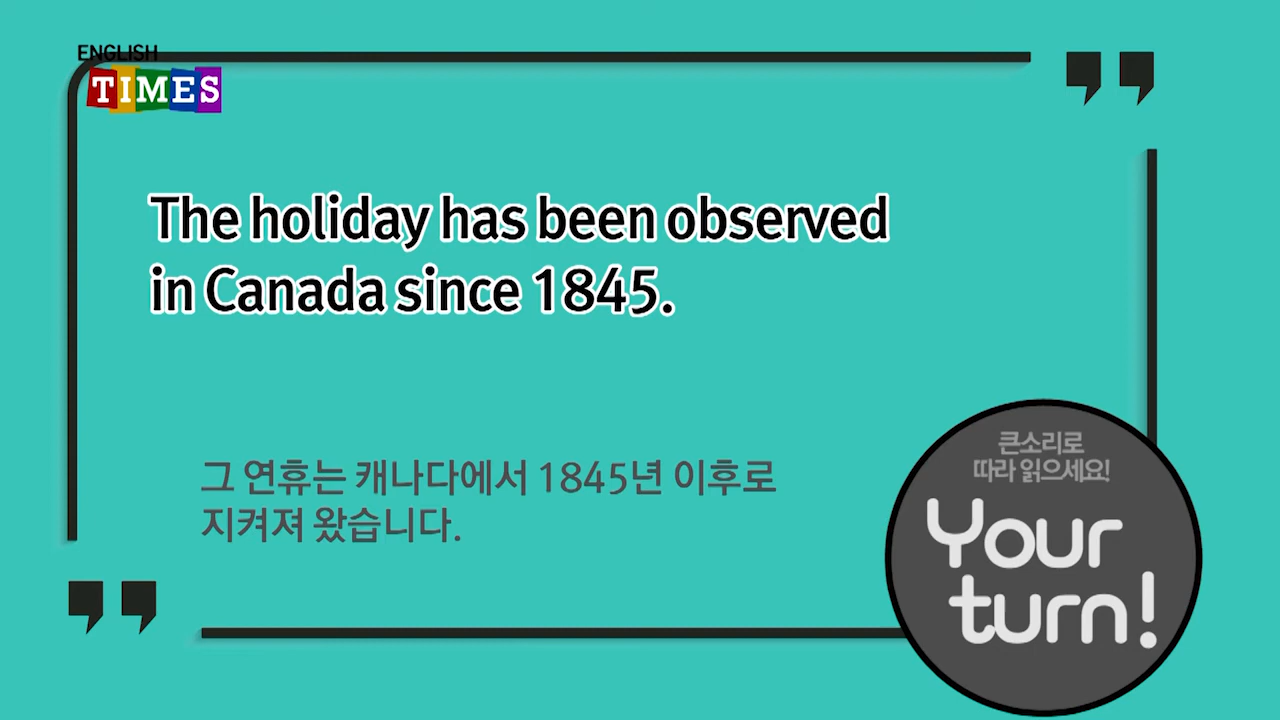 ENGLISH
TIMES
The holiday has been observed
in Canada since 1845.
그 연휴는 캐나다에서 1845년 이후로
지켜져 왔습니다.
큰소리로
따라 읽으세요!
Your
turn!